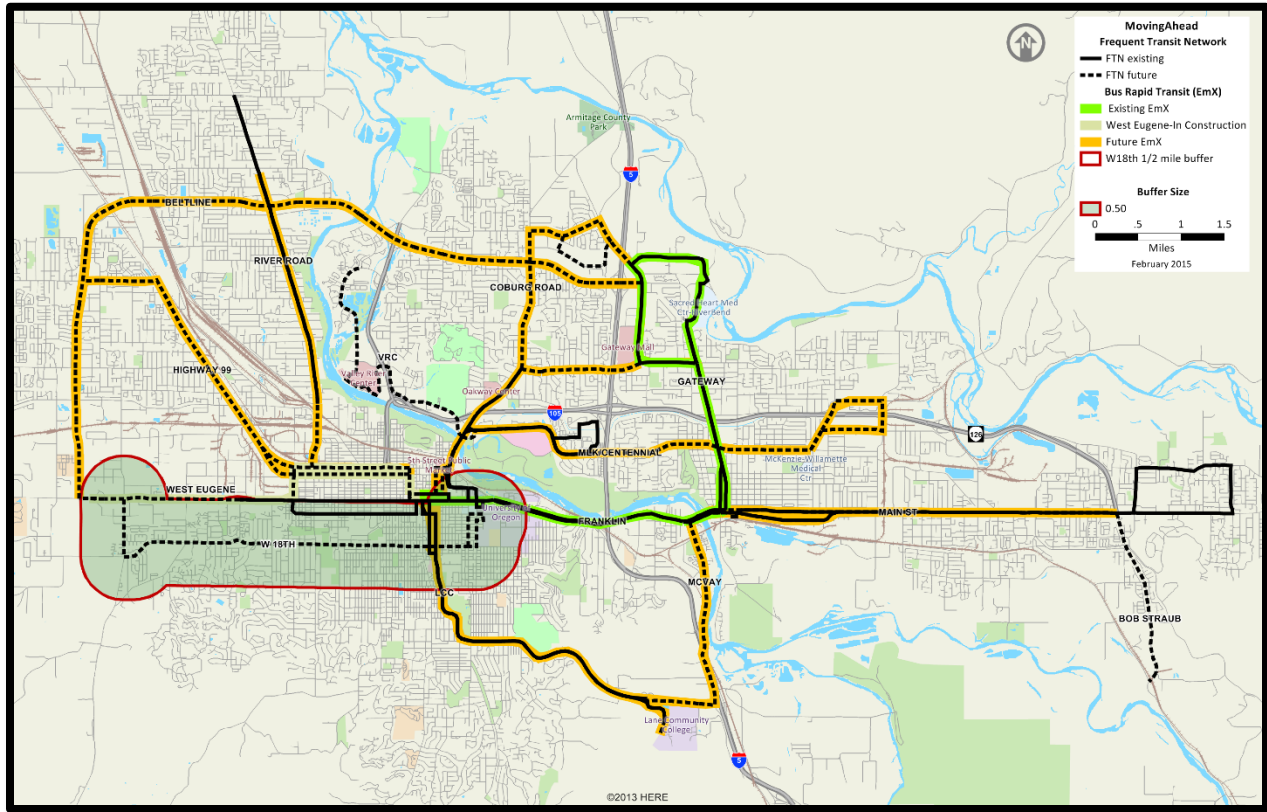 MovingAhead
Frequent Transit Network
FTN existing
FTN future
Bus Rapid Transit (EmX)
Existing EmX
West Eugene-In Construction
Future EmX
W18th 1/2 mile buffer
Buffer Size
0.50
0 .5 1 1.5
Miles
February 2015
N
Armitage County
Park
5
BELTLINE
RIVER ROAD
COBURG ROAD
Sacred Heart Med
Ctr-RiverBend
Gateway Mall
HIGHWAY 99
VRC
Valley River
Center
Oakway Center
GATEWAY
105
126
MLK/CENTENNIAL
McKenzie-Willamette
Medical
Ctr
5th Street Public
WEST EUGENE
University of
Oregon
FRANKLIN
MAIN ST
W 18TH
LCC
MCVAY
BOB STRAUB
Lane Community
College
5
©2013 HERE